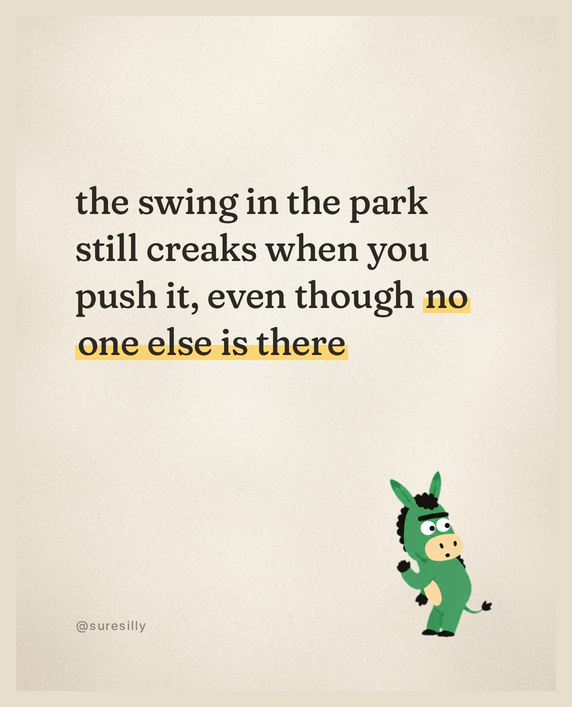 the swing in the park
still creaks when you
push it, even though no
one else is there
@suresilly